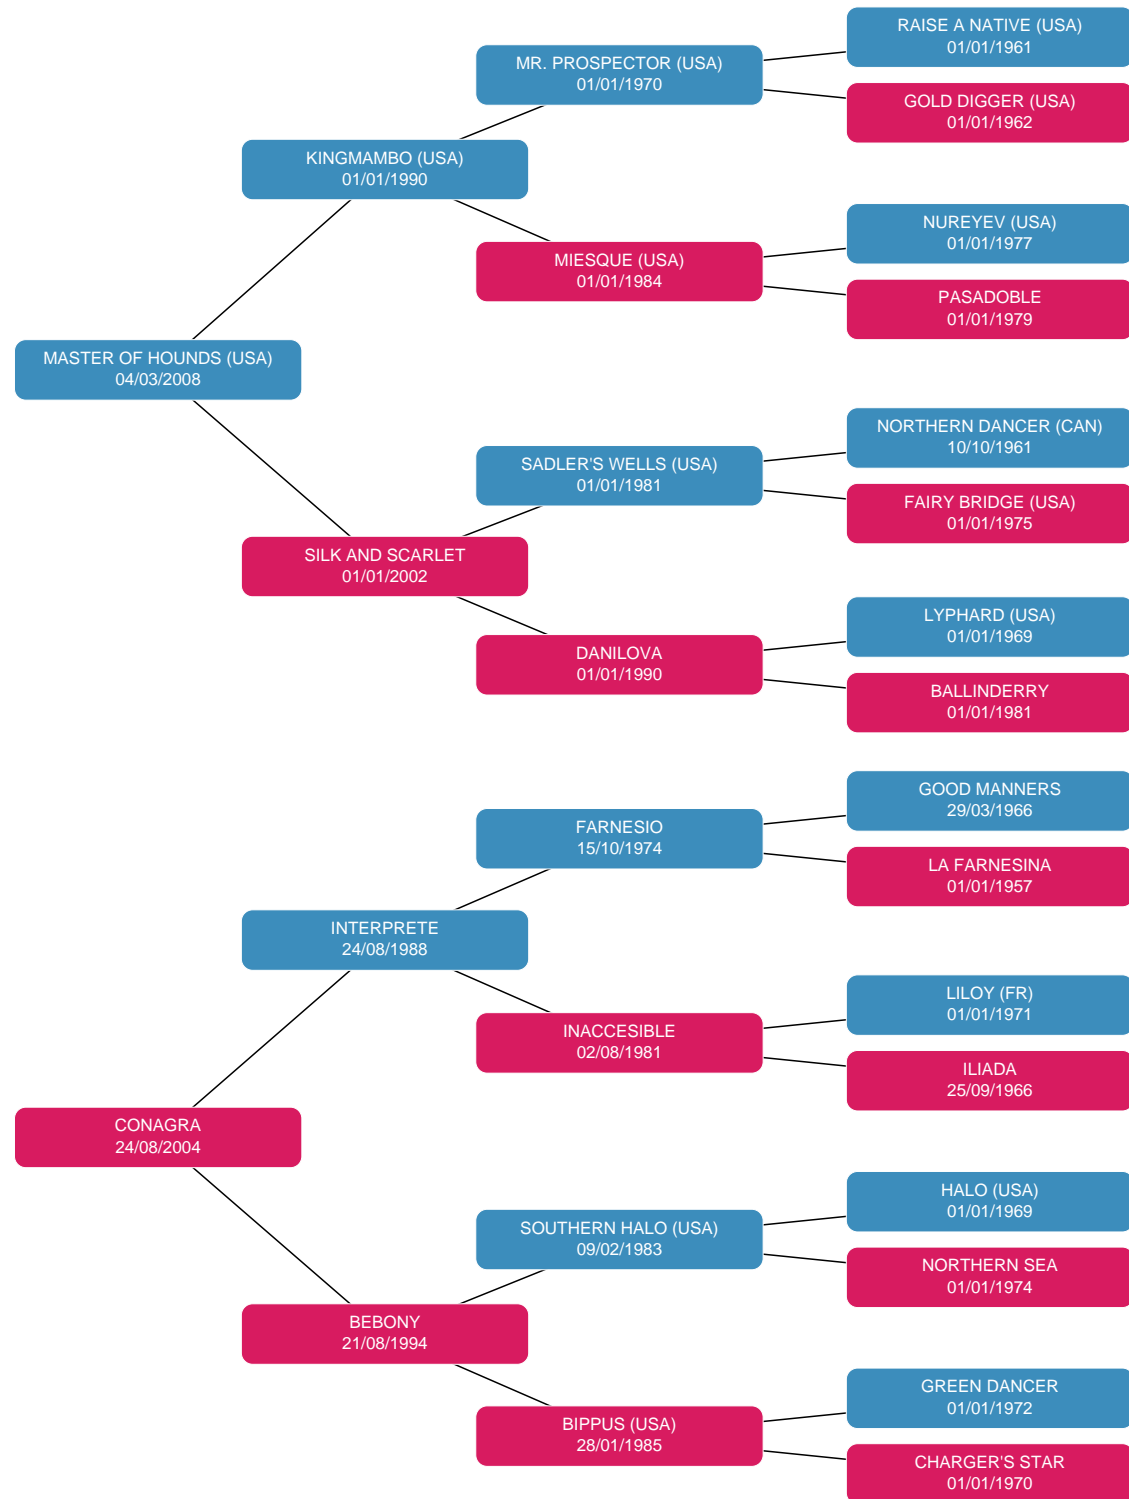 RAISE A NATIVE (USA)
01/01/1961
MR. PROSPECTOR (USA)
01/01/1970
GOLD DIGGER (USA)
01/01/1962
KINGMAMBO (USA)
01/01/1990
NUREYEV (USA)
01/01/1977
MIESQUE (USA)
01/01/1984
PASADOBLE
01/01/1979
MASTER OF HOUNDS (USA)
04/03/2008
NORTHERN DANCER (CAN)
10/10/1961
SADLER'S WELLS (USA)
01/01/1981
FAIRY BRIDGE (USA)
01/01/1975
SILK AND SCARLET
01/01/2002
LYPHARD (USA)
01/01/1969
DANILOVA
01/01/1990
BALLINDERRY
01/01/1981
GOOD MANNERS
29/03/1966
FARNESIO
15/10/1974
LA FARNESINA
01/01/1957
INTERPRETE
24/08/1988
LILOY (FR)
01/01/1971
INACCESIBLE
02/08/1981
ILIADA
25/09/1966
CONAGRA
24/08/2004
HALO (USA)
01/01/1969
SOUTHERN HALO (USA)
09/02/1983
NORTHERN SEA
01/01/1974
BEBONY
21/08/1994
GREEN DANCER
01/01/1972
BIPPUS (USA)
28/01/1985
CHARGER'S STAR
01/01/1970